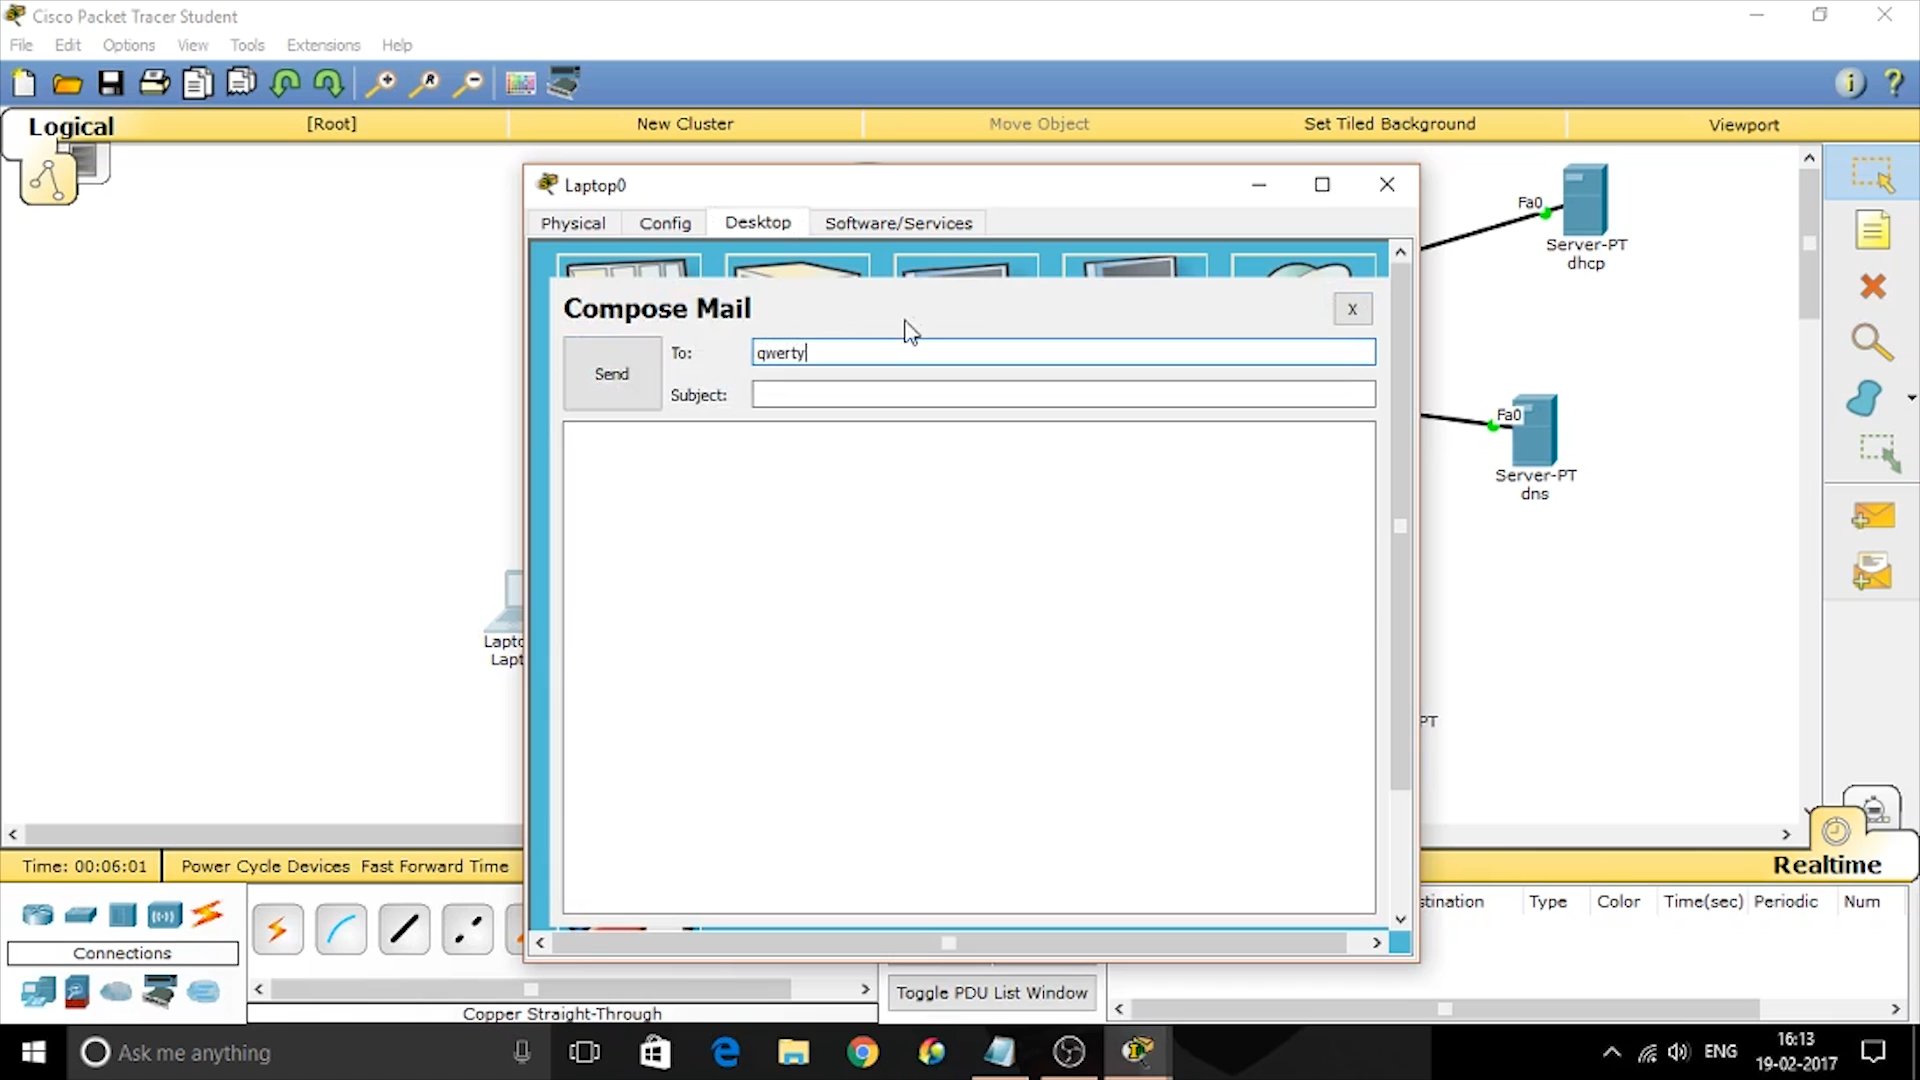 Cisco Packet Tracer Student
File Edit Options View Tools Extensions Help
Logical [Root] New Cluster Move Object Set Tiled Background Viewport
Laptop0
Physical Config Desktop Software/Services
Compose Mail
X
Send
To: qwerty
Subject:
Fa0
Server-PT
dhcp
Fa0
Server-PT
dns
Lapto
Lapt
PT
Time: 00:06:01 Power Cycle Devices Fast Forward Time
Realtime
stination Type Color Time(sec) Periodic Num
Connections
Toggle PDU List Window
Copper Straight-Through
Ask me anything
ENG
16:13
19-02-2017